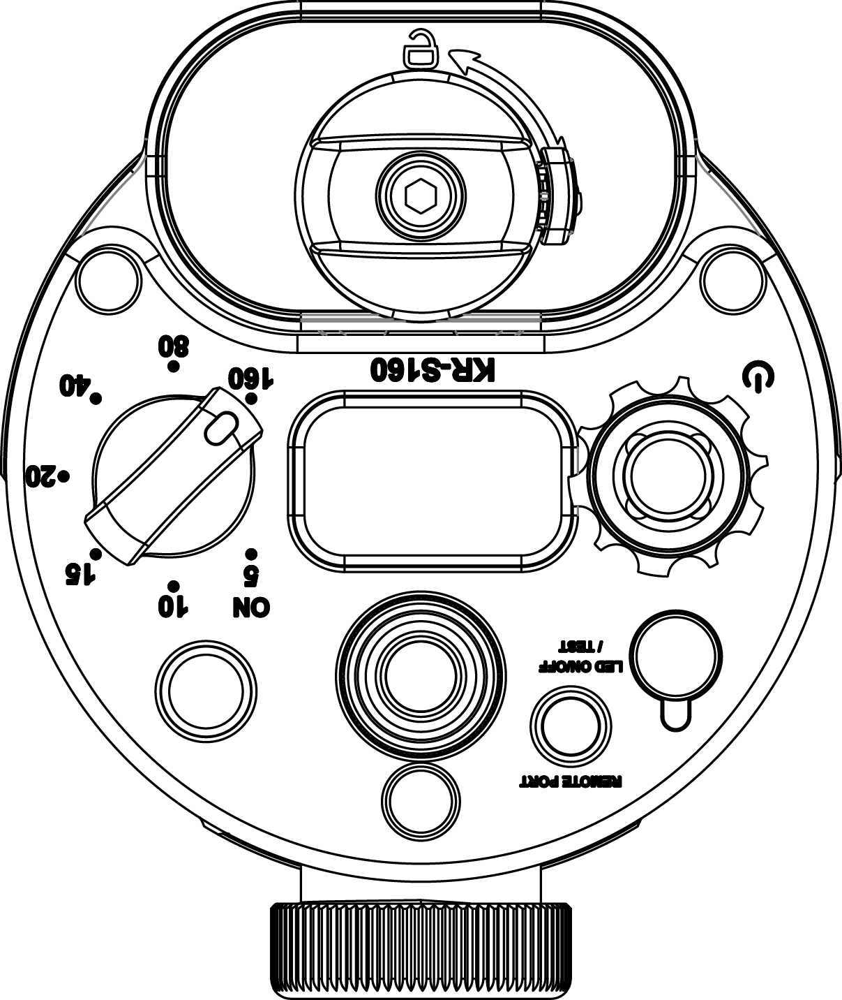 REMOTE PORT
LED ON/OFF
/ TEST
ON
10
5
15
20
40
80
160
KR-S160